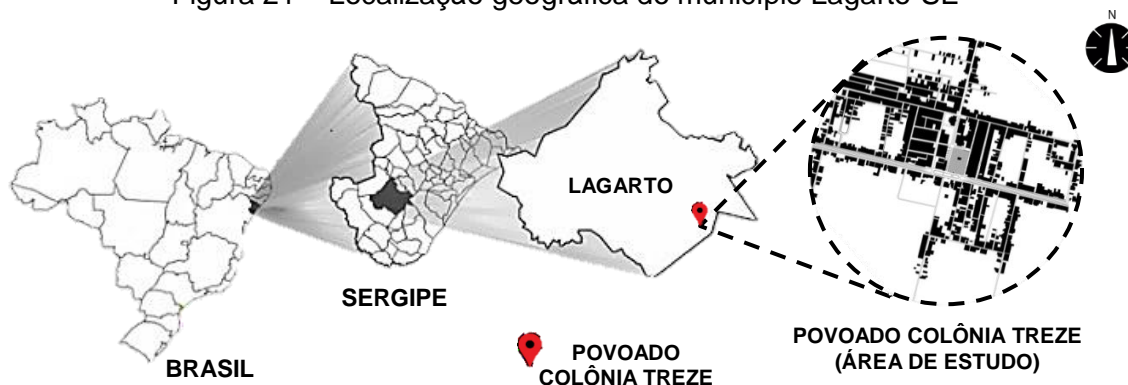 Figura 21 – Localização geográfica do município Lagarto-SE
N
LAGARTO
SERGIPE
BRASIL
POVOADO
COLÔNIA TREZE
POVOADO COLÔNIA TREZE
(ÁREA DE ESTUDO)